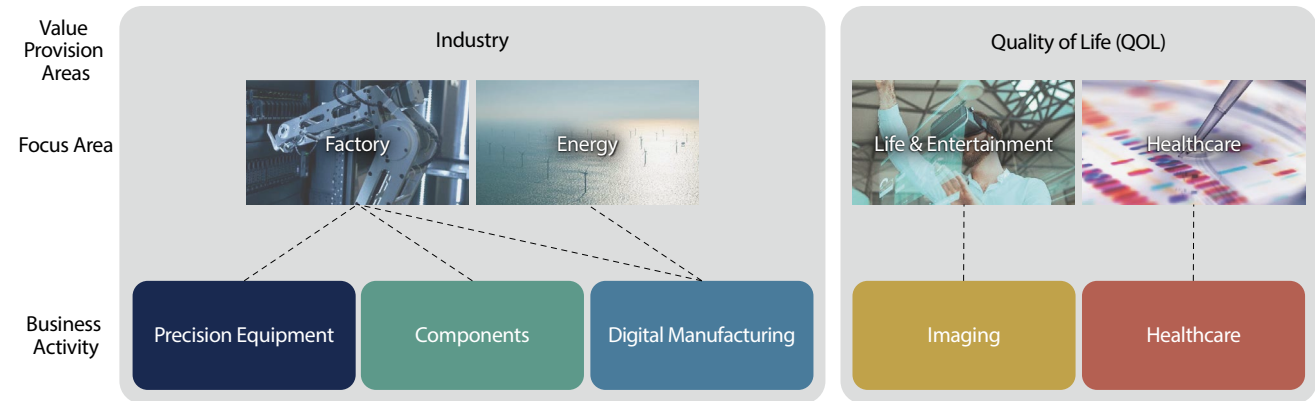 Value
Provision
Areas
Industry
Quality of Life (QOL)
Focus Area
Factory
Energy
Life & Entertainment
Healthcare
Business
Activity
Precision Equipment
Components
Digital Manufacturing
Imaging
Healthcare